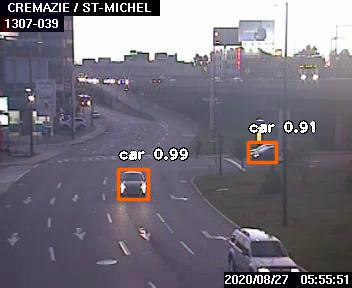 CREMAZIE / ST-MICHEL
1307-039
car 0.91
car 0.99
2020/08/27 05:55:51